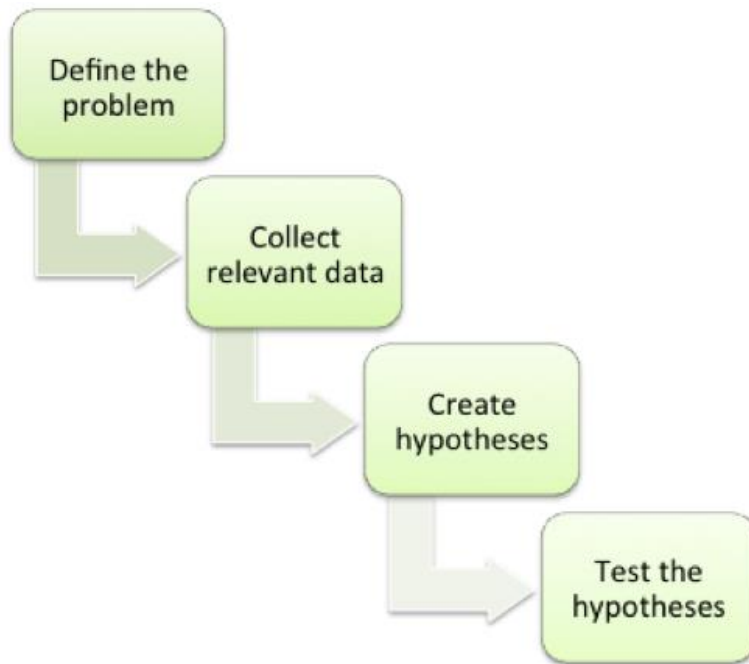 Define the
problem
Collect
relevant data
Create
hypotheses
Test the
hypotheses